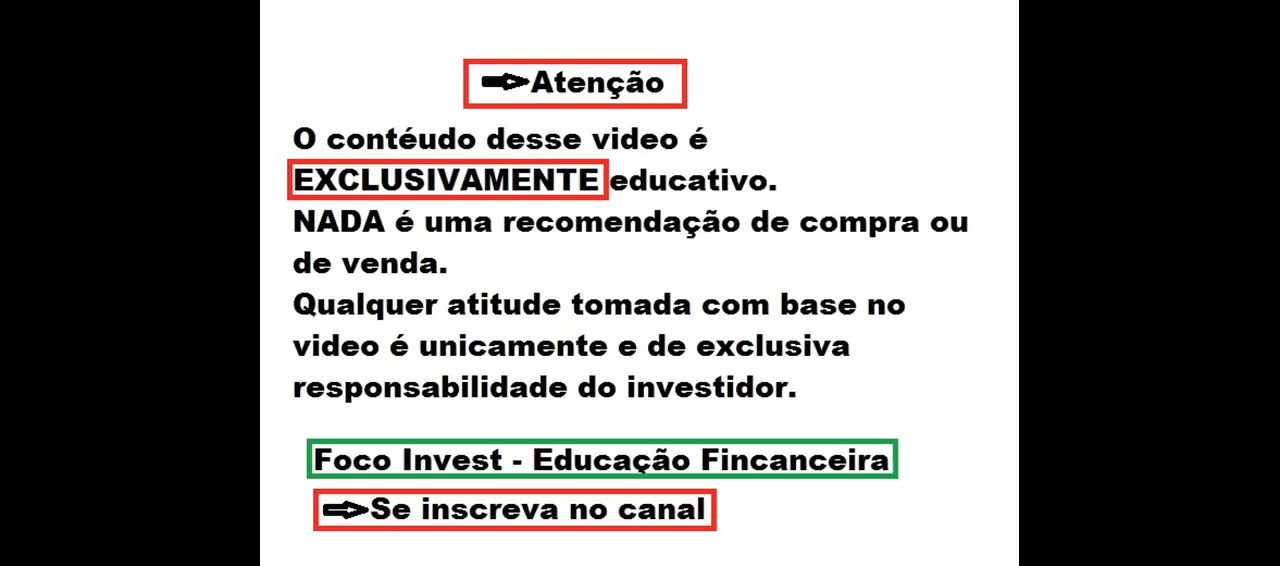 Atenção
O contéudo desse video é
EXCLUSIVAMENTE educativo.
NADA é uma recomendação de compra ou
de venda.
Qualquer atitude tomada com base no
video é unicamente e de exclusiva
responsabilidade do investidor.
Foco Invest - Educação Fincanceira
Se inscreva no canal